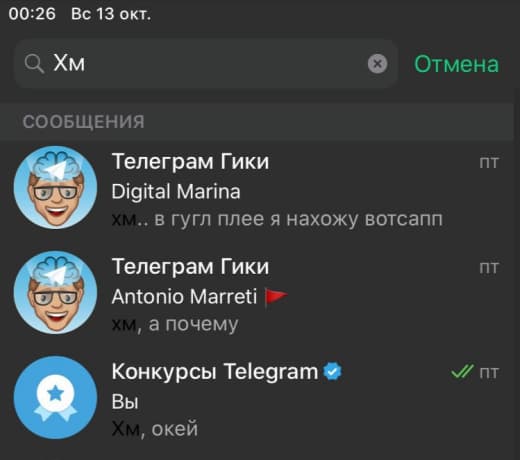 00:26 Вс 13 окт.
Хм
Отмена
СООБЩЕНИЯ
Телеграм Гики пт
Digital Marina
хм.. в гугл плее я нахожу вотсапп
Телеграм Гики пт
Antonio Marreti
хм, а почему
Конкурсы Telegram пт
Вы
Хм, окей